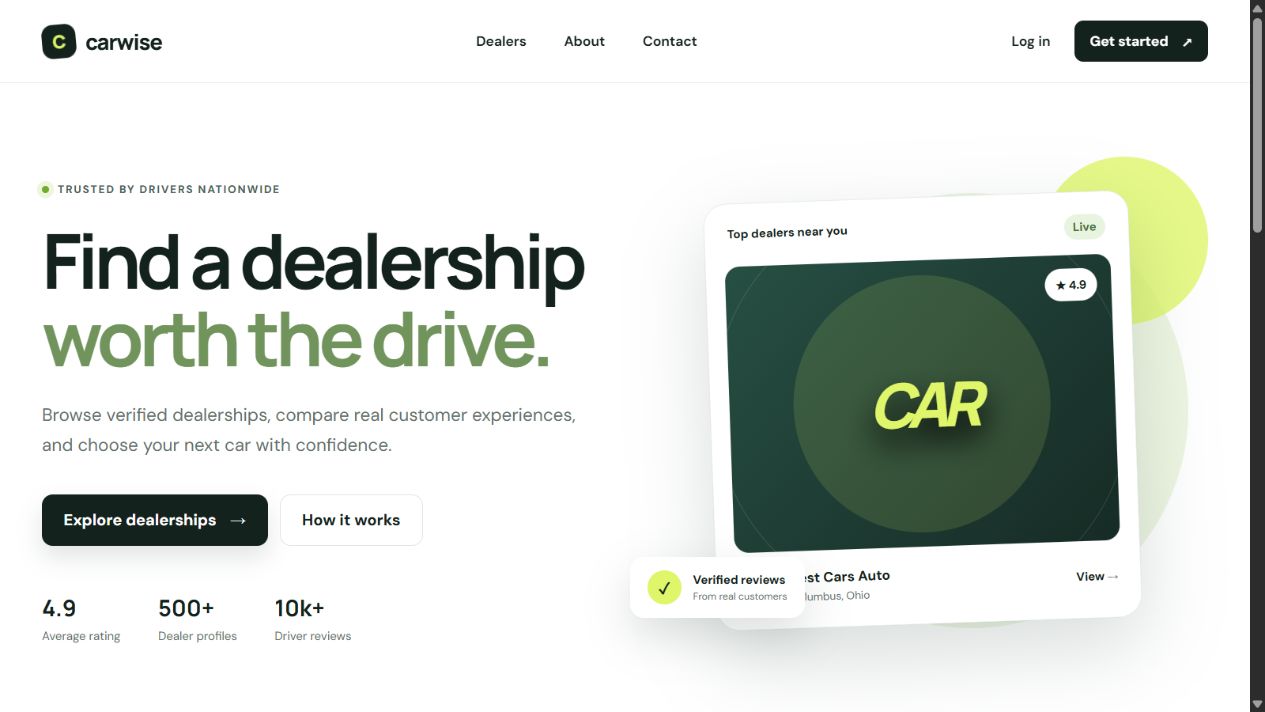 C carwise
Dealers
About
Contact
Log in
Get started ↗
TRUSTED BY DRIVERS NATIONWIDE
Find a dealership
worth the drive.
Browse verified dealerships, compare real customer experiences,
and choose your next car with confidence.
Explore dealerships →
How it works
4.9
Average rating
500+
Dealer profiles
10k+
Driver reviews
Top dealers near you
Live
★ 4.9
CAR
✓ Verified reviews
From real customers
Cars Auto
Ohio
View →